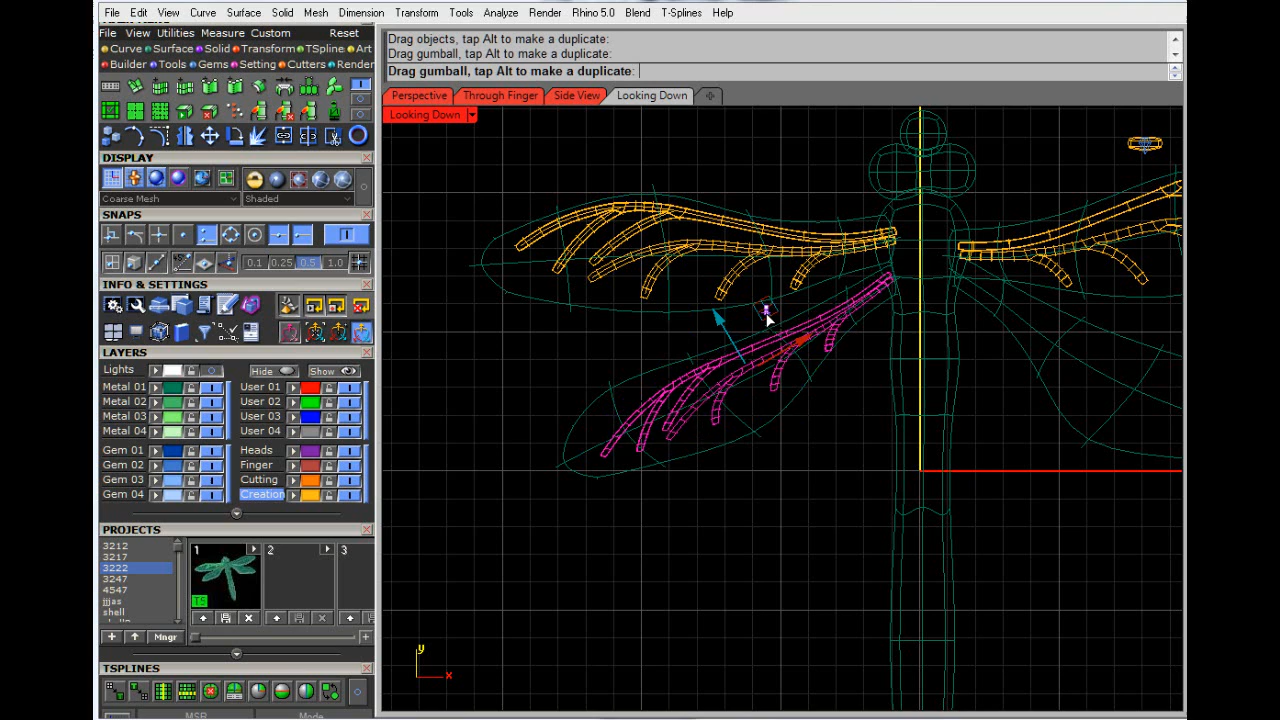 File Edit View Curve Surface Solid Mesh Dimension Transform Tools Analyze Render Rhino 5.0 Blend T-Splines Help
File View Utilities Measure Custom Reset
Curve Surface Solid Transform TSpline Art
Builder Tools Gems Setting Cutters Render
Drag objects, tap Alt to make a duplicate:
Drag gumball, tap Alt to make a duplicate:
Drag gumball, tap Alt to make a duplicate:
Perspective Through Finger Side View Looking Down
Looking Down
DISPLAY
Coarse Mesh Shaded
SNAPS
0.1 0.25 0.5 1.0
INFO & SETTINGS
LAYERS
Lights Hide Show
Metal 01 User 01
Metal 02 User 02
Metal 03 User 03
Metal 04 User 04
Gem 01 Heads
Gem 02 Finger
Gem 03 Cutting
Gem 04 Creation
PROJECTS
3212
3217
3222
3247
4547
jjjas
shell
1 2 3
TS
Mngr
TSPLINES
MSR Mode
y
x